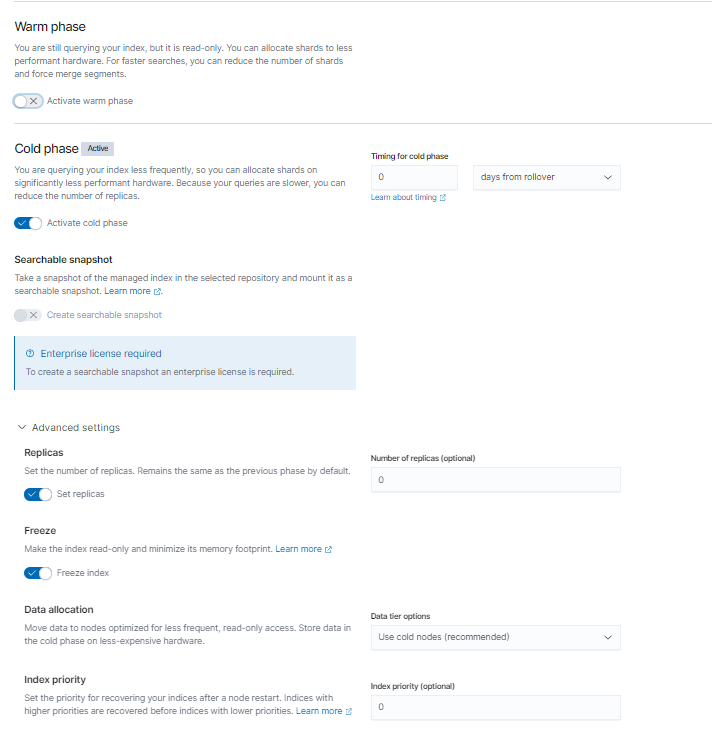 Warm phase
You are still querying your index, but it is read-only. You can allocate shards to less
performant hardware. For faster searches, you can reduce the number of shards
and force merge segments.
Activate warm phase
Cold phase Active
You are querying your index less frequently, so you can allocate shards on
significantly less performant hardware. Because your queries are slower, you can
reduce the number of replicas.
Timing for cold phase
0
days from rollover
Learn about timing
Activate cold phase
Searchable snapshot
Take a snapshot of the managed index in the selected repository and mount it as a
searchable snapshot. Learn more.
Create searchable snapshot
Enterprise license required
To create a searchable snapshot an enterprise license is required.
Advanced settings
Replicas
Set the number of replicas. Remains the same as the previous phase by default.
Set replicas
Number of replicas (optional)
0
Freeze
Make the index read-only and minimize its memory footprint. Learn more
Freeze index
Data allocation
Move data to nodes optimized for less frequent, read-only access. Store data in
the cold phase on less-expensive hardware.
Data tier options
Use cold nodes (recommended)
Index priority
Set the priority for recovering your indices after a node restart. Indices with
higher priorities are recovered before indices with lower priorities. Learn more
Index priority (optional)
0